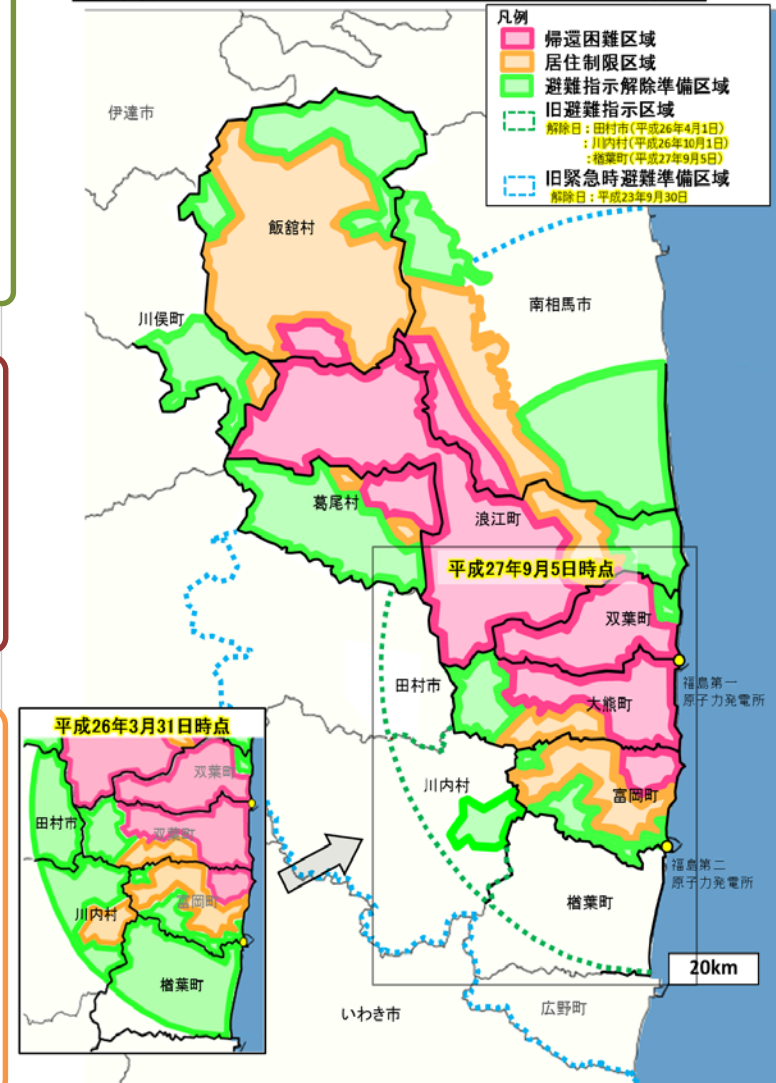 凡例
帰還困難区域
居住制限区域
避難指示解除準備区域
旧避難指示区域
解除日:田村市(平成26年4月1日)
:川内村(平成26年10月1日)
:楢葉町(平成27年9月5日)
旧緊急時避難準備区域
解除日:平成23年9月30日
伊達市
飯舘村
南相馬市
川俣町
葛尾村
浪江町
平成27年9月5日時点
双葉町
田村市
福島第一
原子力発電所
大熊町
川内村
富岡町
福島第二
原子力発電所
楢葉町
20km
いわき市
広野町
平成26年3月31日時点
双葉町
田村市
双葉町
富岡町
川内村
楢葉町